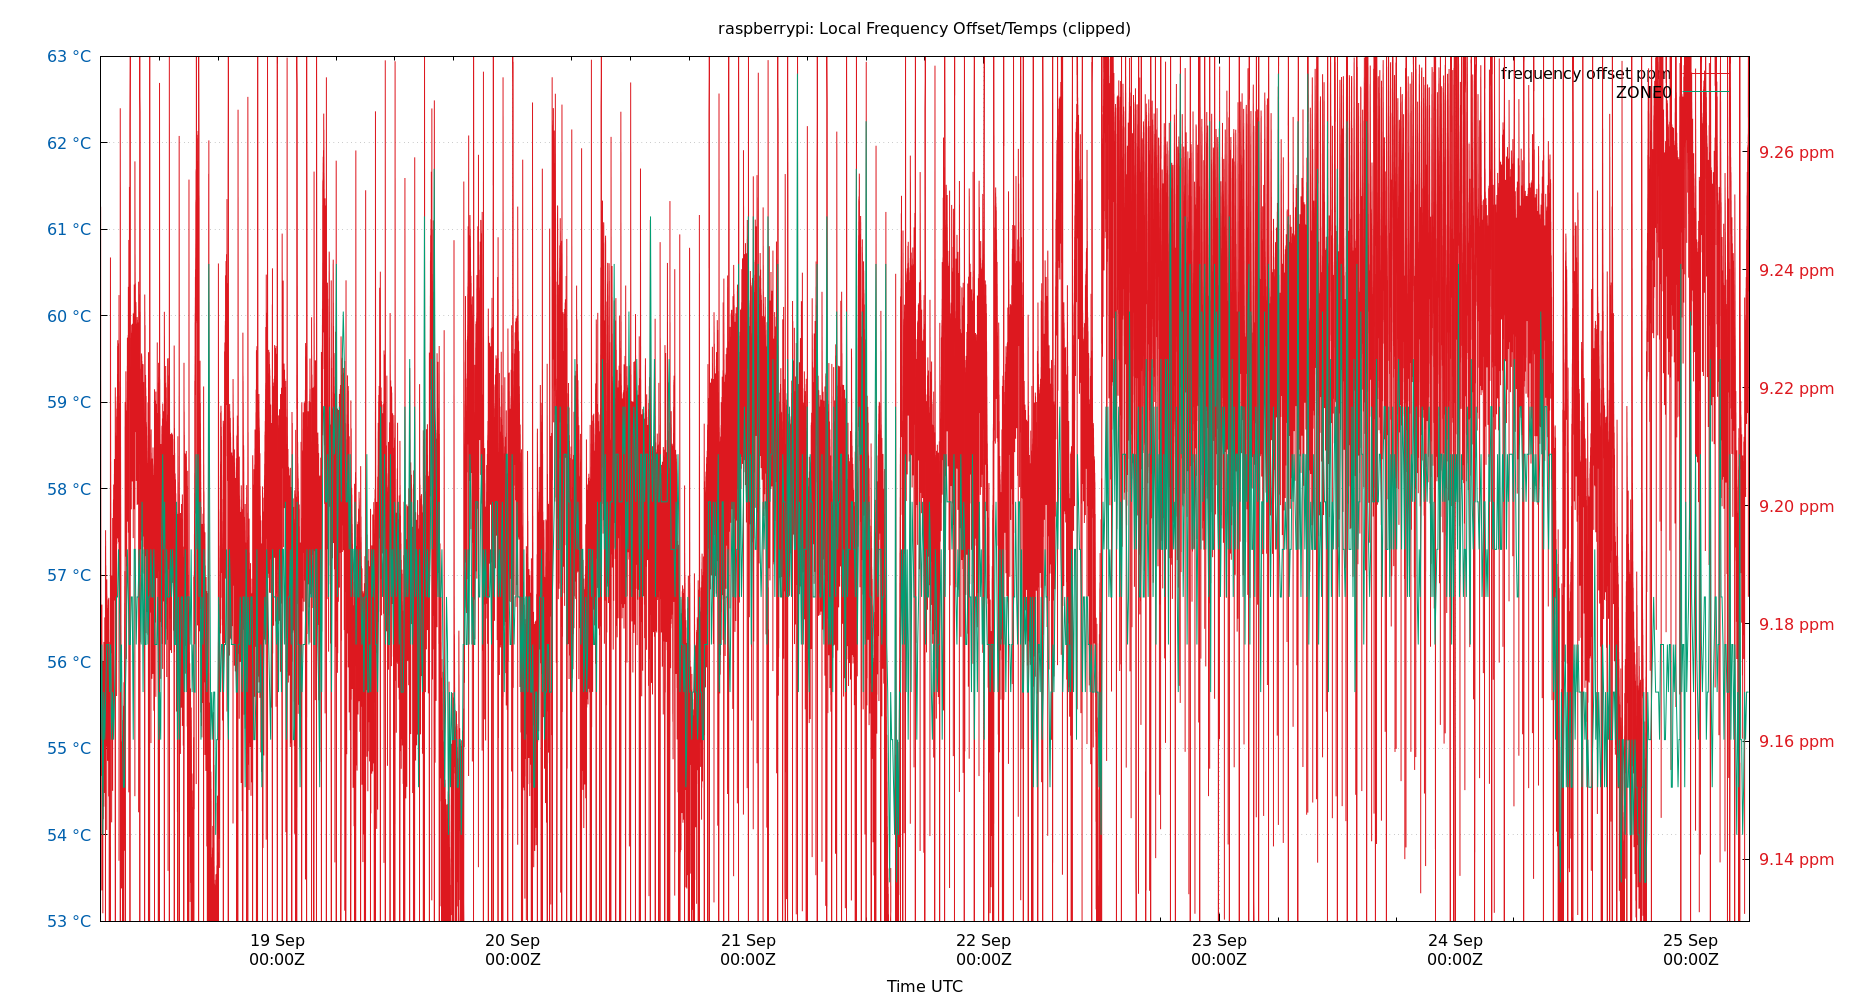 raspberrypi: Local Frequency Offset/Temps (clipped)
63 °C
62 °C
61 °C
60 °C
59 °C
58 °C
57 °C
56 °C
55 °C
54 °C
53 °C
frequency offset ppm
ZONE0
9.26 ppm
9.24 ppm
9.22 ppm
9.20 ppm
9.18 ppm
9.16 ppm
9.14 ppm
19 Sep
00:00Z
20 Sep
00:00Z
21 Sep
00:00Z
22 Sep
00:00Z
23 Sep
00:00Z
24 Sep
00:00Z
25 Sep
00:00Z
Time UTC